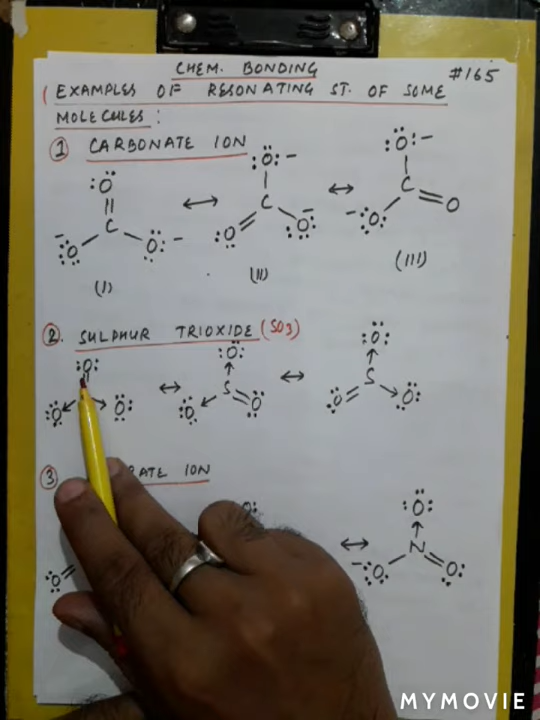 CHEM. BONDING #165
EXAMPLES OF RESONATING ST. OF SOME
MOLECULES:
① CARBONATE ION
(I) (II) (III)
②. SULPHUR TRIOXIDE (SO3)
③ RATE ION
MYMOVIE